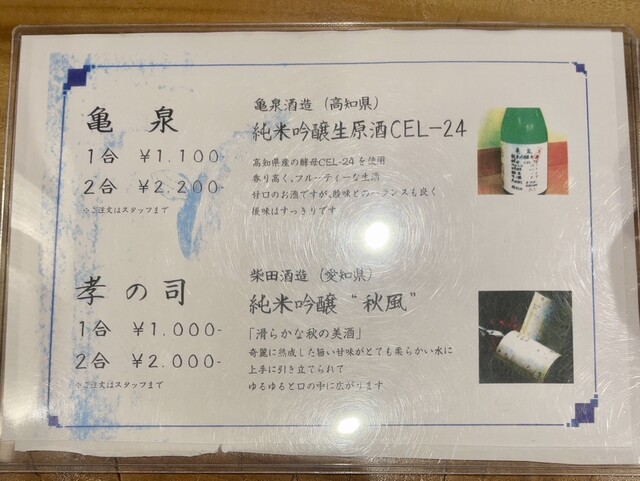 亀 泉
1合 ¥1.100-
2合 ¥2.200-
※ご注文はスタッフまで
亀泉酒造 (高知県)
純米吟醸生原酒CEL-24
高知県産の酵母CEL-24を使用
香り高く、フルーティーな生酒
甘口のお酒ですが、酸味とのバランスも良く
後味はすっきりです
孝の司
1合 ¥1.000-
2合 ¥2.000-
※ご注文はスタッフまで
柴田酒造 (愛知県)
純米吟醸 “秋風”
「滑らかな秋の美酒」
奇麗に熟成した旨い甘味がとても柔らかい水に
上手に引き立てられて
ゆるゆると口の中に広がります